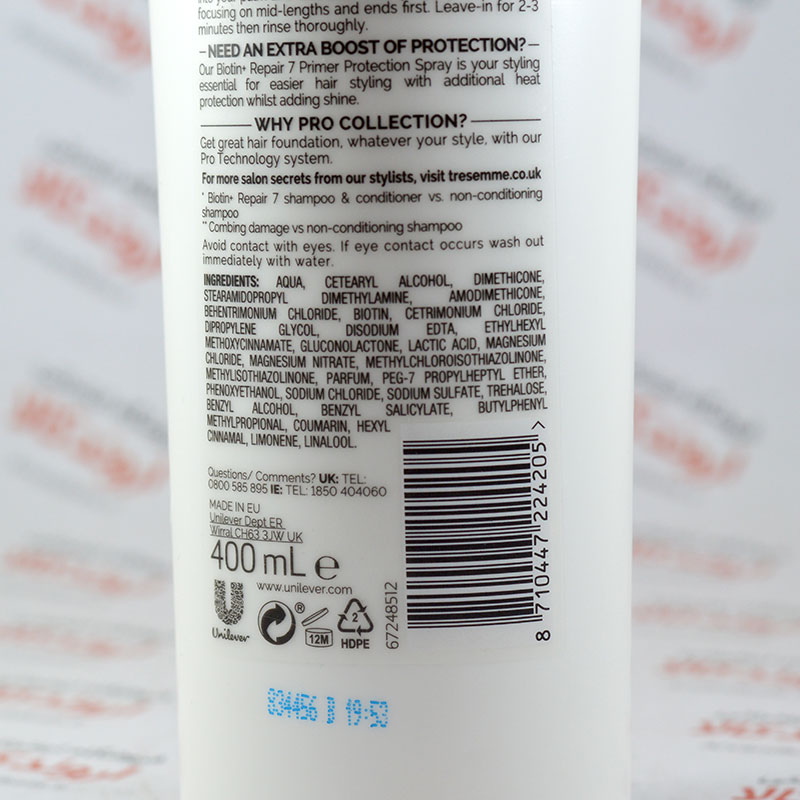 focusing on mid-lengths and ends first. Leave-in for 2-3
minutes then rinse thoroughly.
NEED AN EXTRA BOOST OF PROTECTION?
Our Biotin+ Repair 7 Primer Protection Spray is your styling
essential for easier hair styling with additional heat
protection whilst adding shine.
WHY PRO COLLECTION?
Get great hair foundation, whatever your style, with our
Pro Technology system.
For more salon secrets from our stylists, visit tresemme.co.uk
* Biotin+ Repair 7 shampoo & conditioner vs. non-conditioning
shampoo
** Combing damage vs non-conditioning shampoo
Avoid contact with eyes. If eye contact occurs wash out
immediately with water.
INGREDIENTS: AQUA, CETEARYL ALCOHOL, DIMETHICONE,
STEARAMIDOPROPYL DIMETHYLAMINE, AMODIMETHICONE,
BEHENTRIMONIUM CHLORIDE, BIOTIN, CETRIMONIUM CHLORIDE,
DIPROPYLENE GLYCOL, DISODIUM EDTA, ETHYLHEXYL
METHOXYCINNAMATE, GLUCONOLACTONE, LACTIC ACID, MAGNESIUM
CHLORIDE, MAGNESIUM NITRATE, METHYLCHLOROISOTHIAZOLINONE,
METHYLISOTHIAZOLINONE, PARFUM, PEG-7 PROPYLHEPTYL ETHER,
PHENOXYETHANOL, SODIUM CHLORIDE, SODIUM SULFATE, TREHALOSE,
BENZYL ALCOHOL, BENZYL SALICYLATE, BUTYLPHENYL
METHYLPROPIONAL, COUMARIN, HEXYL
CINNAMAL, LIMONENE, LINALOOL.
Questions/ Comments? UK: TEL:
0800 585 895 IE: TEL: 1850 404060
MADE IN EU
Unilever Dept ER
Wirral CH63 3JW UK
400 mL e
www.unilever.com
Unilever
®
12M
2
HDPE
67248512
8 710447 224205 >
834456 D 19:53